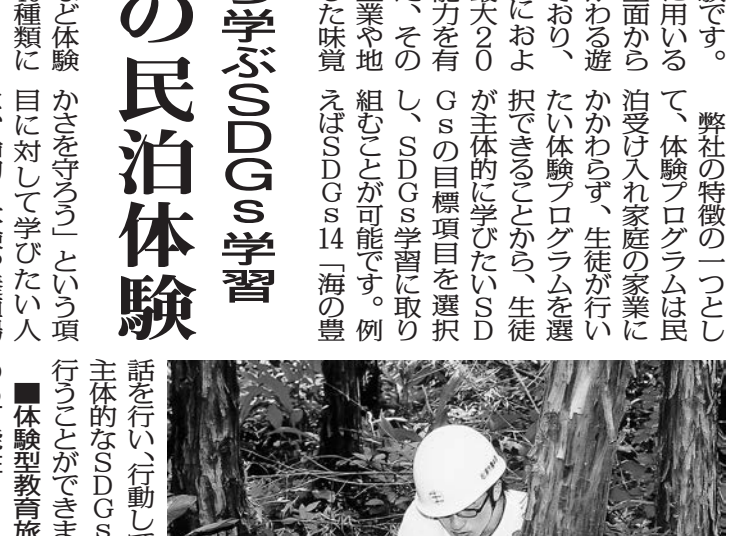 験です。
に用いる
面から
わる遊
おり、
におよ
最大20
能力を有
、その
業や地
した味覚
学ぶSDGs学習
の民泊体験
ど体験
種類に
弊社の特徴の一つとし
て、体験プログラムは民
泊受け入れ家庭の家業に
かかわらず、生徒が行い
たい体験プログラムを選
択できることから、生徒
が主体的に学びたいSD
Gsの目標項目を選択
し、SDGs学習に取り
組むことが可能です。例
えばSDGs14「海の豊
かさを守ろう」という項
目に対して学びたい人
話を行い、行動して
主体的なSDGs
行うことができま
■体験型教育旅